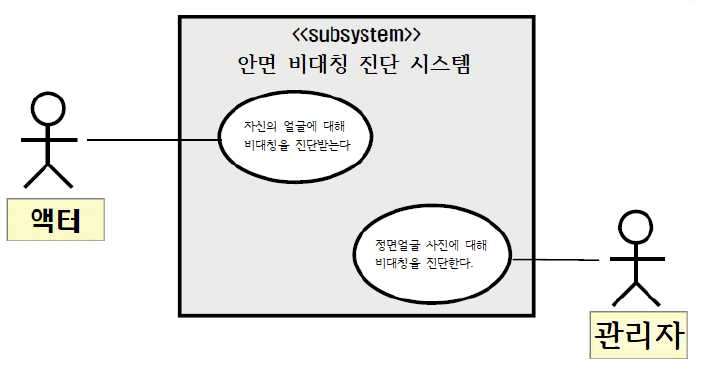 <<subsystem>>
안면 비대칭 진단 시스템
자신의 얼굴에 대해
비대칭을 진단받는다
액터
정면얼굴 사진에 대해
비대칭을 진단한다.
관리자